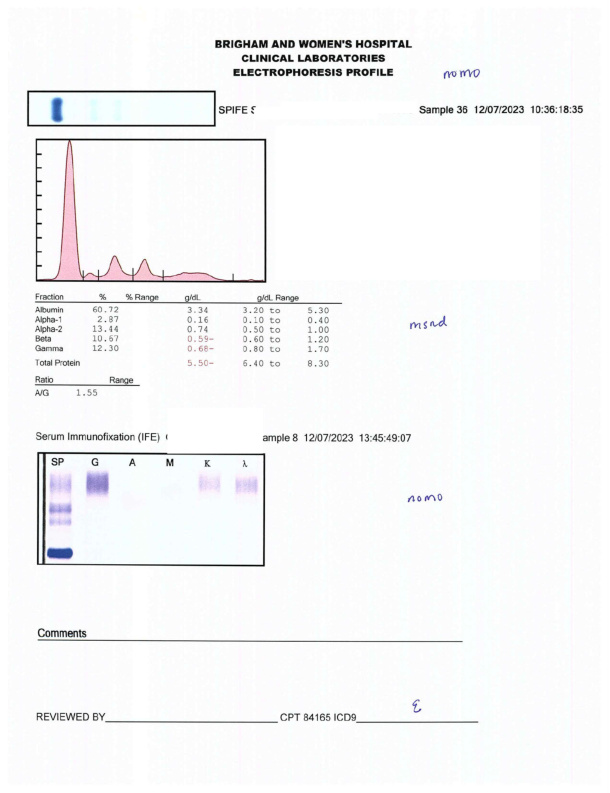 BRIGHAM AND WOMEN'S HOSPITAL
CLINICAL LABORATORIES
ELECTROPHORESIS PROFILE
nomo
SPIFE S Sample 36 12/07/2023 10:36:18:35
Fraction % % Range g/dL g/dL Range
Albumin 60.72 3.34 3.20 to 5.30
Alpha-1 2.87 0.16 0.10 to 0.40
Alpha-2 13.44 0.74 0.50 to 1.00
Beta 10.67 0.59- 0.60 to 1.20
Gamma 12.30 0.68- 0.80 to 1.70
Total Protein 5.50- 6.40 to 8.30
msnd
Ratio Range
A/G 1.55
Serum Immunofixation (IFE) ( ample 8 12/07/2023 13:45:49:07
SP G A M K λ
nomo
Comments
REVIEWED BY CPT 84165 ICD9